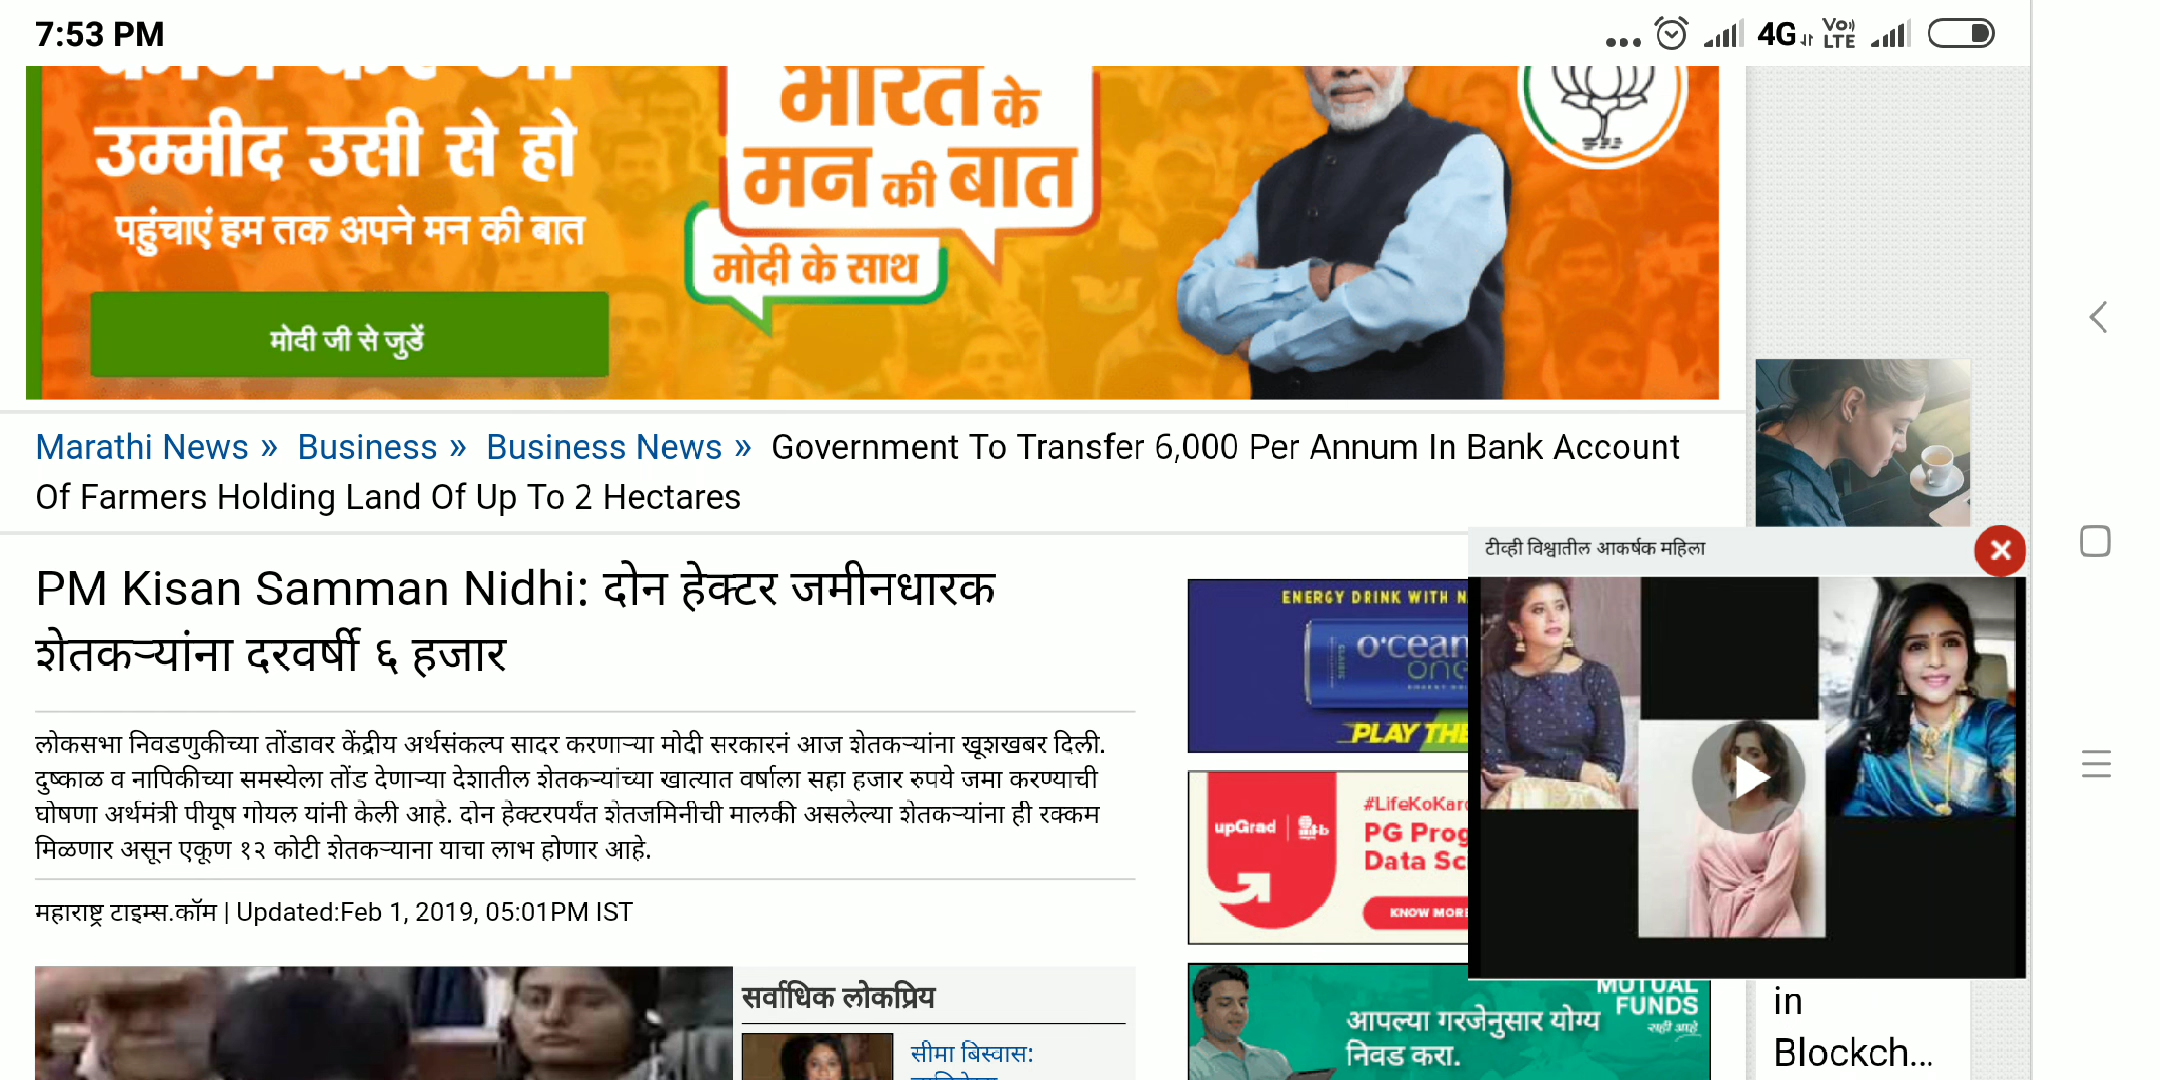 7:53 PM
4G
Vo))
LTE
उम्मीद उसी से हो
पहुंचाएं हम तक अपने मन की बात
मोदी जी से जुडें
भारत के
मन की बात
मोदी के साथ
Marathi News » Business » Business News » Government To Transfer 6,000 Per Annum In Bank Account
Of Farmers Holding Land Of Up To 2 Hectares
PM Kisan Samman Nidhi: दोन हेक्टर जमीनधारक
शेतकऱ्यांना दरवर्षी ६ हजार
लोकसभा निवडणुकीच्या तोंडावर केंद्रीय अर्थसंकल्प सादर करणाऱ्या मोदी सरकारनं आज शेतकऱ्यांना खूशखबर दिली.
दुष्काळ व नापिकीच्या समस्येला तोंड देणाऱ्या देशातील शेतकऱ्यांच्या खात्यात वर्षाला सहा हजार रुपये जमा करण्याची
घोषणा अर्थमंत्री पीयूष गोयल यांनी केली आहे. दोन हेक्टरपर्यंत शेतजमिनीची मालकी असलेल्या शेतकऱ्यांना ही रक्कम
मिळणार असून एकूण १२ कोटी शेतकऱ्याना याचा लाभ होणार आहे.
महाराष्ट्र टाइम्स.कॉम | Updated:Feb 1, 2019, 05:01PM IST
सर्वाधिक लोकप्रिय
सीमा बिस्वास:
ENERGY DRINK WITH
o'cean
one
PLAY THE
upGrad
#LifeKoKaro
PG Prog
Data Sc
KNOW MORE
टीव्ही विश्वातील आकर्षक महिला
MUTUAL
FUNDS
सही आहे
आपल्या गरजेनुसार योग्य
निवड करा.
in
Blockch...